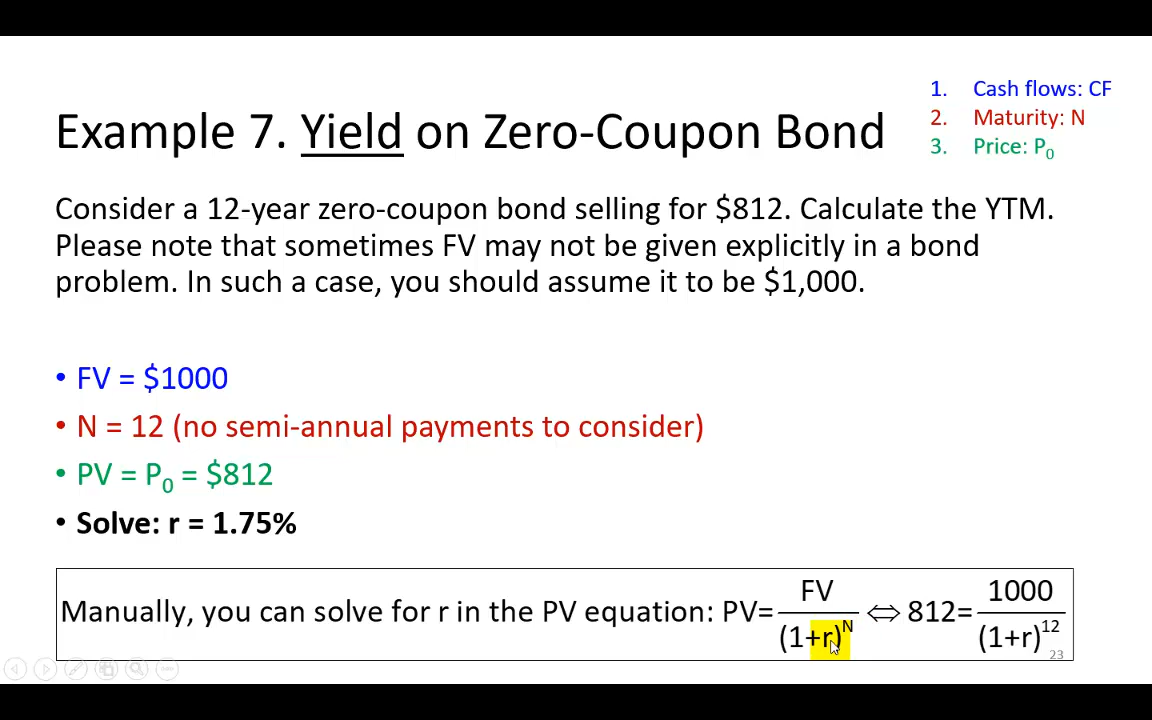 1. Cash flows: CF
2. Maturity: N
3. Price: P₀
Example 7. Yield on Zero-Coupon Bond
Consider a 12-year zero-coupon bond selling for $812. Calculate the YTM.
Please note that sometimes FV may not be given explicitly in a bond
problem. In such a case, you should assume it to be $1,000.
• FV = $1000
• N = 12 (no semi-annual payments to consider)
• PV = P₀ = $812
• Solve: r = 1.75%
Manually, you can solve for r in the PV equation: PV= FV/(1+r)^N ⇔ 812= 1000/(1+r)^12
23